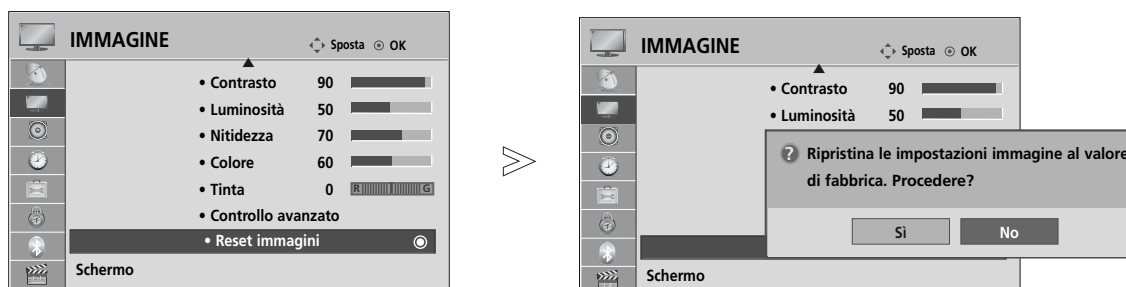 IMMAGINE
Sposta OK
• Contrasto 90
• Luminosità 50
• Nitidezza 70
• Colore 60
• Tinta 0 R G
• Controllo avanzato
• Reset immagini
Schermo
IMMAGINE
Sposta OK
• Contrasto 90
• Luminosità 50
? Ripristina le impostazioni immagine al valore
di fabbrica. Procedere?
Sì No
Schermo